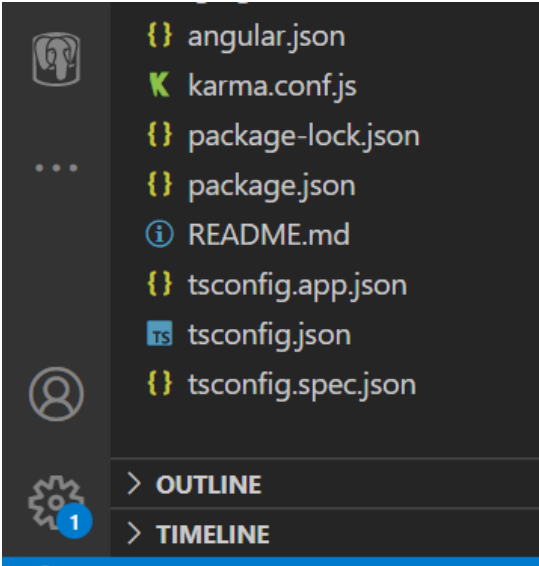 angular.json
karma.conf.js
package-lock.json
package.json
README.md
tsconfig.app.json
TS tsconfig.json
tsconfig.spec.json
1
OUTLINE
TIMELINE